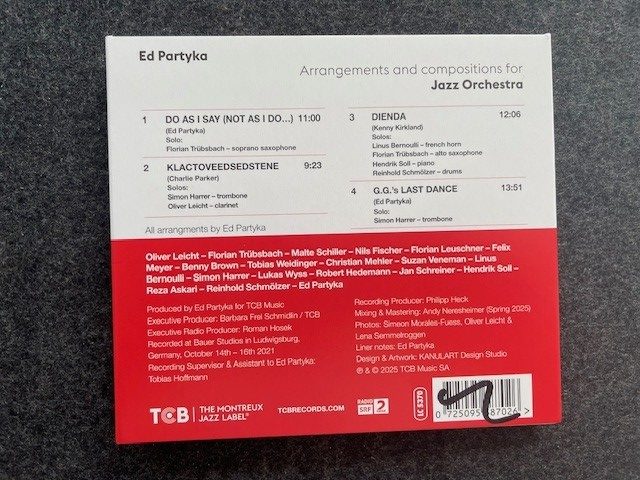 Ed Partyka
Arrangements and compositions for
Jazz Orchestra
1 DO AS I SAY (NOT AS I DO...) 11:00
(Ed Partyka)
Solo:
Florian Trübsbach – soprano saxophone
2 KLACTOVEEDSEDSTENE 9:23
(Charlie Parker)
Solos:
Simon Harrer – trombone
Oliver Leicht – clarinet
3 DIENDA 12:06
(Kenny Kirkland)
Solos:
Linus Bernoulli – french horn
Florian Trübsbach – alto saxophone
Hendrik Soll – piano
Reinhold Schmölzer – drums
4 G.G.'s LAST DANCE 13:51
(Ed Partyka)
Solo:
Simon Harrer – trombone
All arrangments by Ed Partyka
Oliver Leicht – Florian Trübsbach – Malte Schiller – Nils Fischer – Florian Leuschner – Felix
Meyer – Benny Brown – Tobias Weidinger – Christian Mehler – Suzan Veneman – Linus
Bernoulli – Simon Harrer – Lukas Wyss – Robert Hedemann – Jan Schreiner – Hendrik Soll –
Reza Askari – Reinhold Schmölzer – Ed Partyka
Produced by Ed Partyka for TCB Music
Executive Producer: Barbara Frei Schmidlin / TCB
Executive Radio Producer: Roman Hosek
Recorded at Bauer Studios in Ludwigsburg,
Germany, October 14th – 16th 2021
Recording Supervisor & Assistant to Ed Partyka:
Tobias Hoffmann
Recording Producer: Philipp Heck
Mixing & Mastering: Andy Neresheimer (Spring 2025)
Photos: Simeon Morales-Fuess, Oliver Leicht &
Lena Semmelroggen
Liner notes: Ed Partyka
Design & Artwork: KANULART Design Studio
℗ & © 2025 TCB Music SA
TCB THE MONTREUX
JAZZ LABEL®
TCBRECORDS.COM
RADIO
SRF 2
LC 5370
0 725095 87026 >